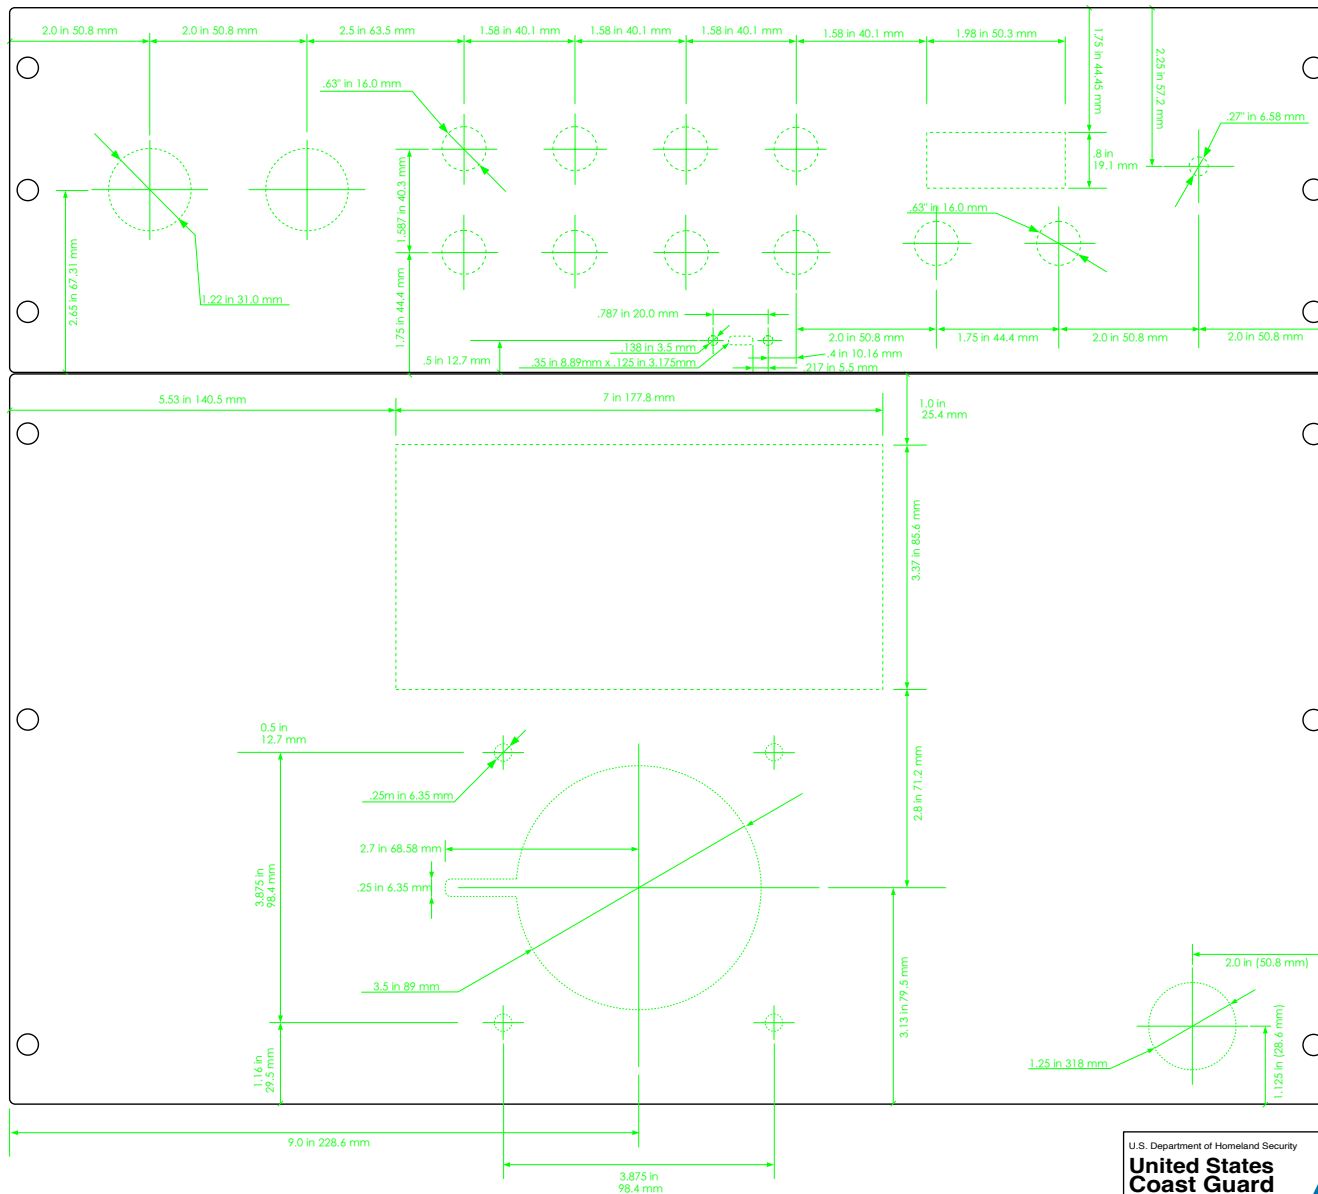 2.0 in 50.8 mm
2.0 in 50.8 mm
2.5 in 63.5 mm
1.58 in 40.1 mm
1.58 in 40.1 mm
1.58 in 40.1 mm
1.58 in 40.1 mm
1.98 in 50.3 mm
1.75 in 44.45 mm
2.25 in 57.2 mm
.63" in 16.0 mm
.27" in 6.58 mm
.8 in
19.1 mm
1.587 in 40.3 mm
.63" in 16.0 mm
2.65 in 67.31 mm
1.22 in 31.0 mm
1.75 in 44.4 mm
.787 in 20.0 mm
2.0 in 50.8 mm
1.75 in 44.4 mm
2.0 in 50.8 mm
2.0 in 50.8 mm
.138 in 3.5 mm
.4 in 10.16 mm
.5 in 12.7 mm
.35 in 8.89mm x .125 in 3.175mm
.217 in 5.5 mm
5.53 in 140.5 mm
7 in 177.8 mm
1.0 in
25.4 mm
3.37 in 85.6 mm
0.5 in
12.7 mm
.25m in 6.35 mm
2.8 in 71.2 mm
2.7 in 68.58 mm
.25 in 6.35 mm
3.875 in
98.4 mm
3.5 in 89 mm
3.13 in 79.5 mm
2.0 in (50.8 mm)
1.25 in 318 mm
1.125 in (28.6 mm)
1.16 in
29.5 mm
9.0 in 228.6 mm
3.875 in
98.4 mm
U.S. Department of Homeland Security
United States
Coast Guard